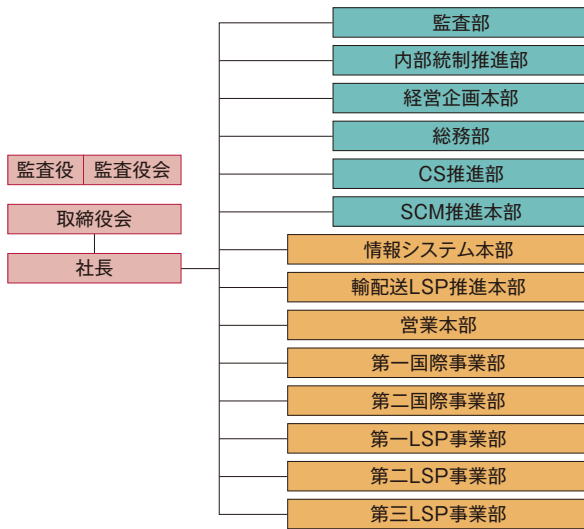 監査部
内部統制推進部
経営企画本部
総務部
CS推進部
SCM推進本部
監査役 監査役会
取締役会
社長
情報システム本部
輸配送LSP推進本部
営業本部
第一国際事業部
第二国際事業部
第一LSP事業部
第二LSP事業部
第三LSP事業部